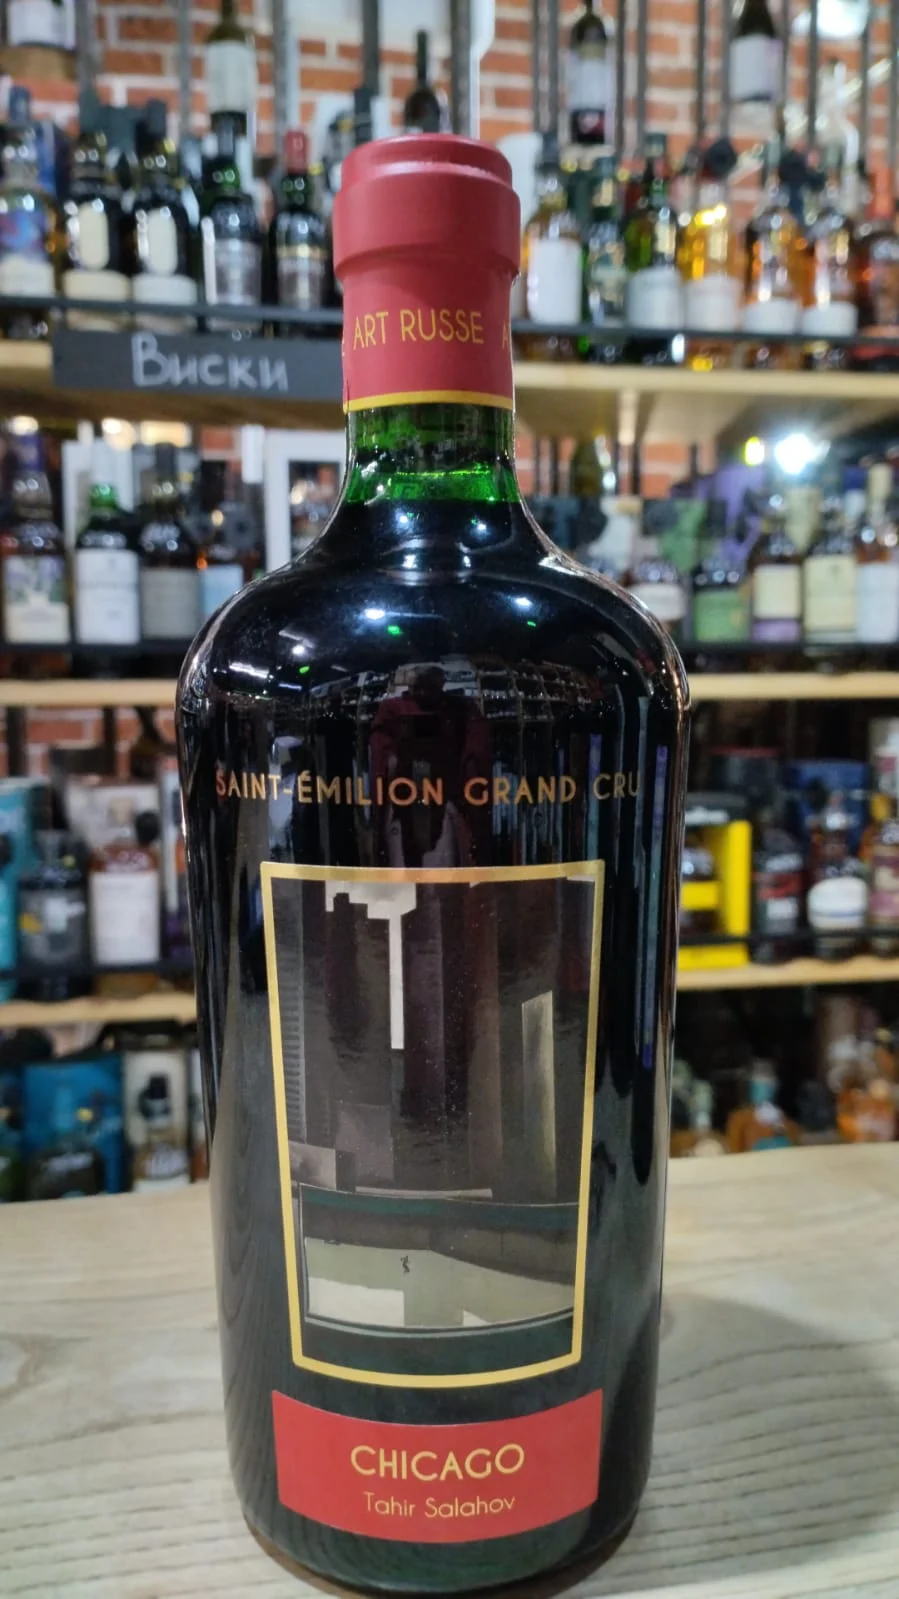 ART RUSSE
Виски
SAINT-ÉMILION GRAND CRU
CHICAGO
Tahir Salahov